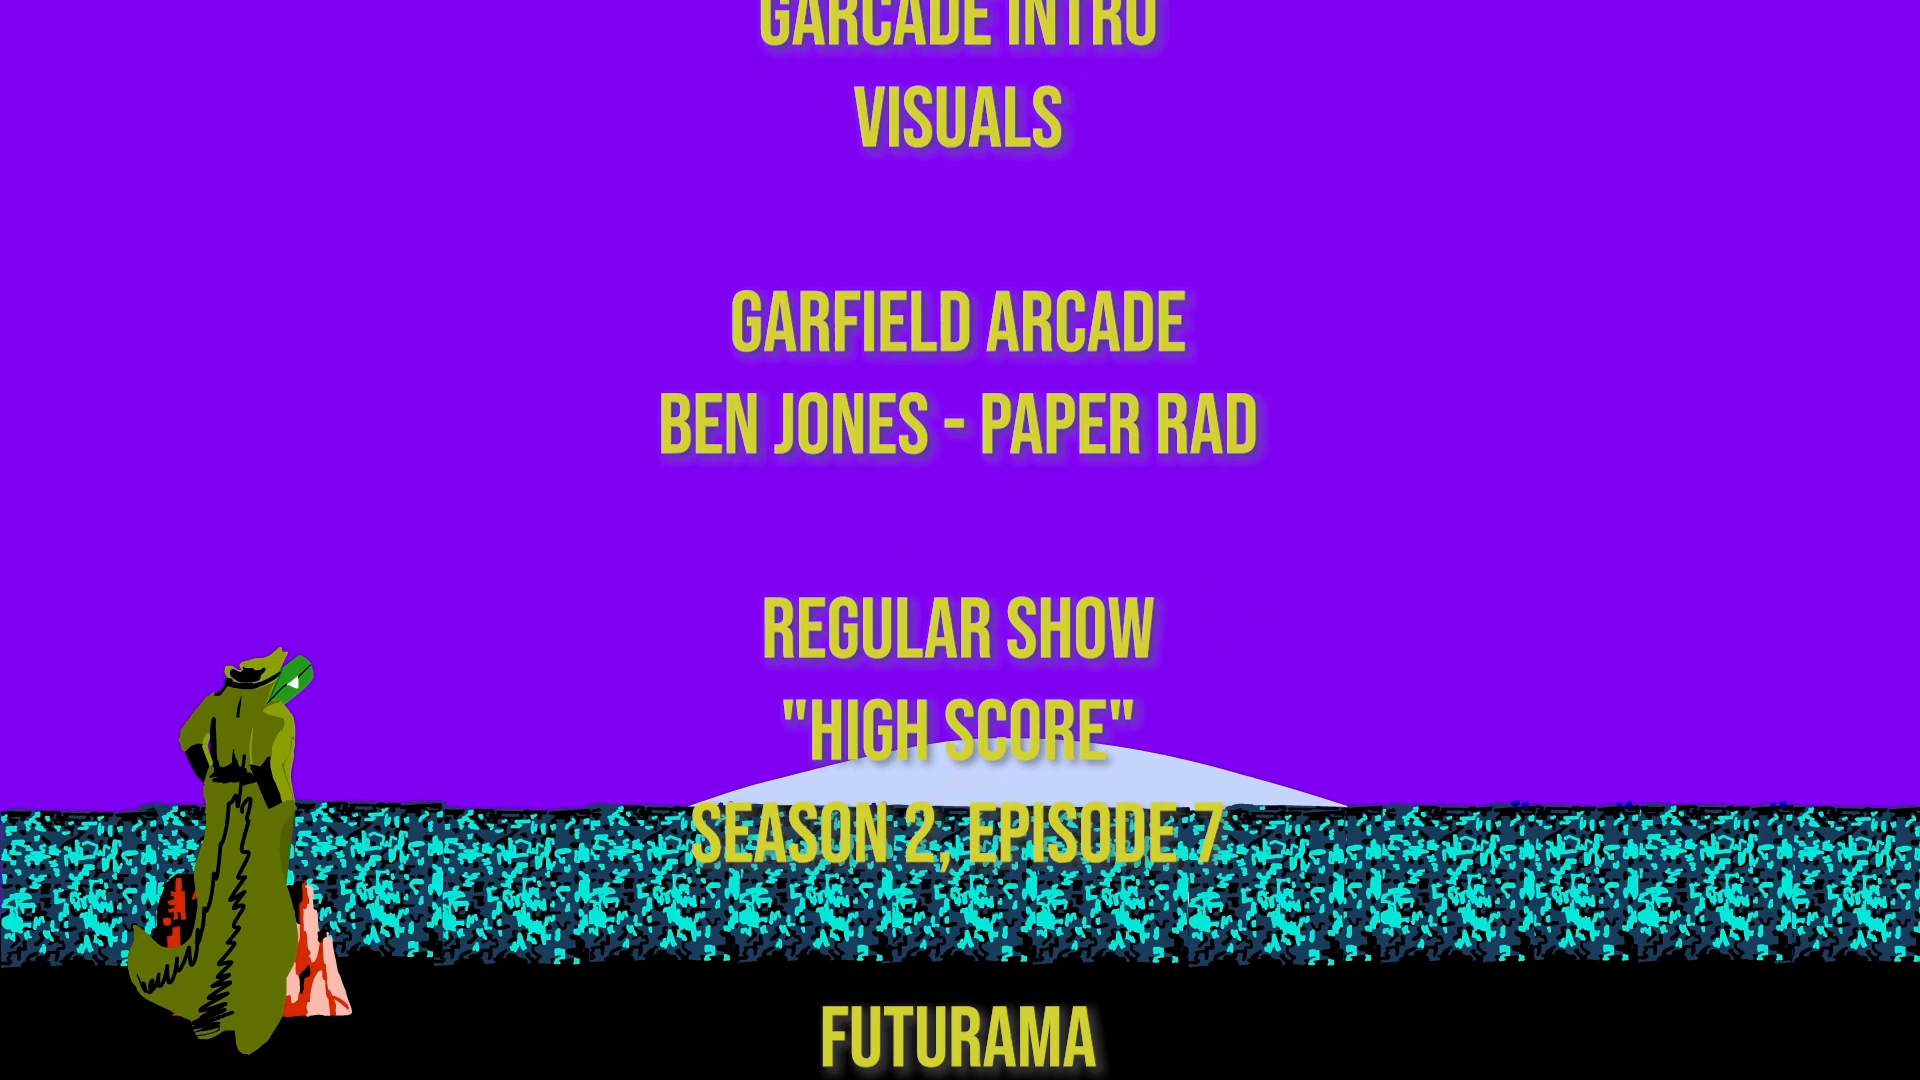 GARCADE INTRO
VISUALS
GARFIELD ARCADE
BEN JONES - PAPER RAD
REGULAR SHOW
"HIGH SCORE"
SEASON 2, EPISODE 7
FUTURAMA